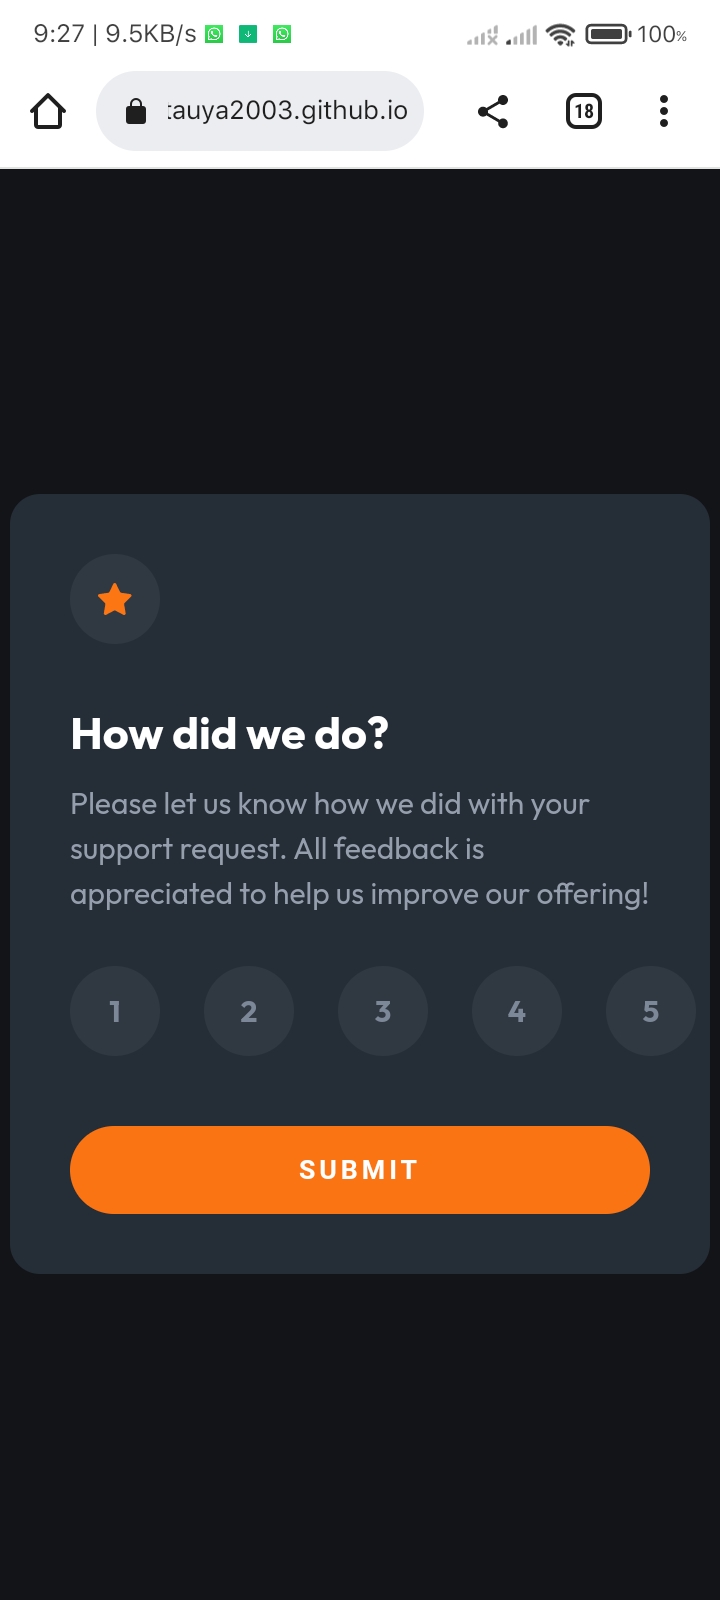 9:27 | 9.5KB/s
100%
tauya2003.github.io
18
How did we do?
Please let us know how we did with your
support request. All feedback is
appreciated to help us improve our offering!
1 2 3 4 5
SUBMIT